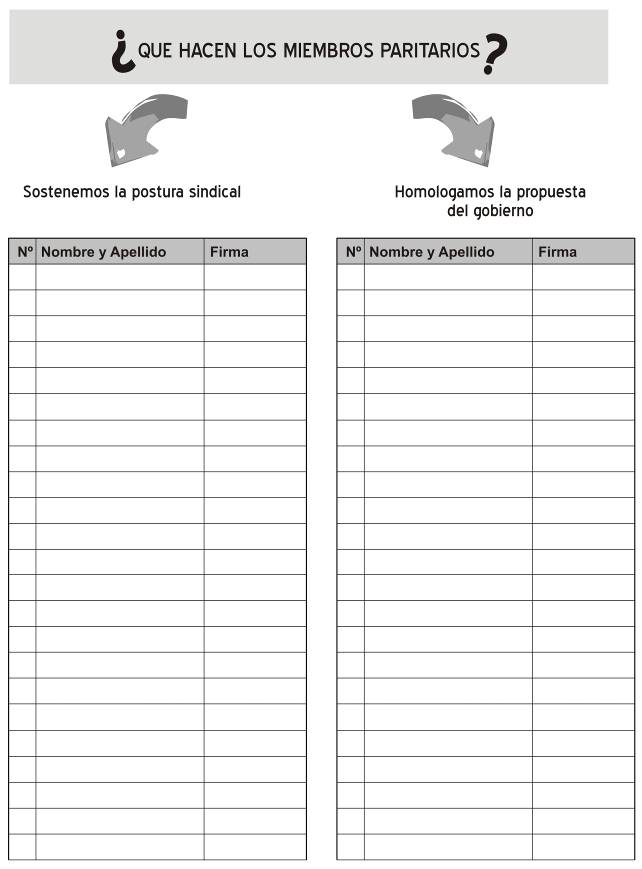 ¿QUE HACEN LOS MIEMBROS PARITARIOS?
Sostenemos la postura sindical
Homologamos la propuesta
del gobierno
Nº Nombre y Apellido Firma
Nº Nombre y Apellido Firma